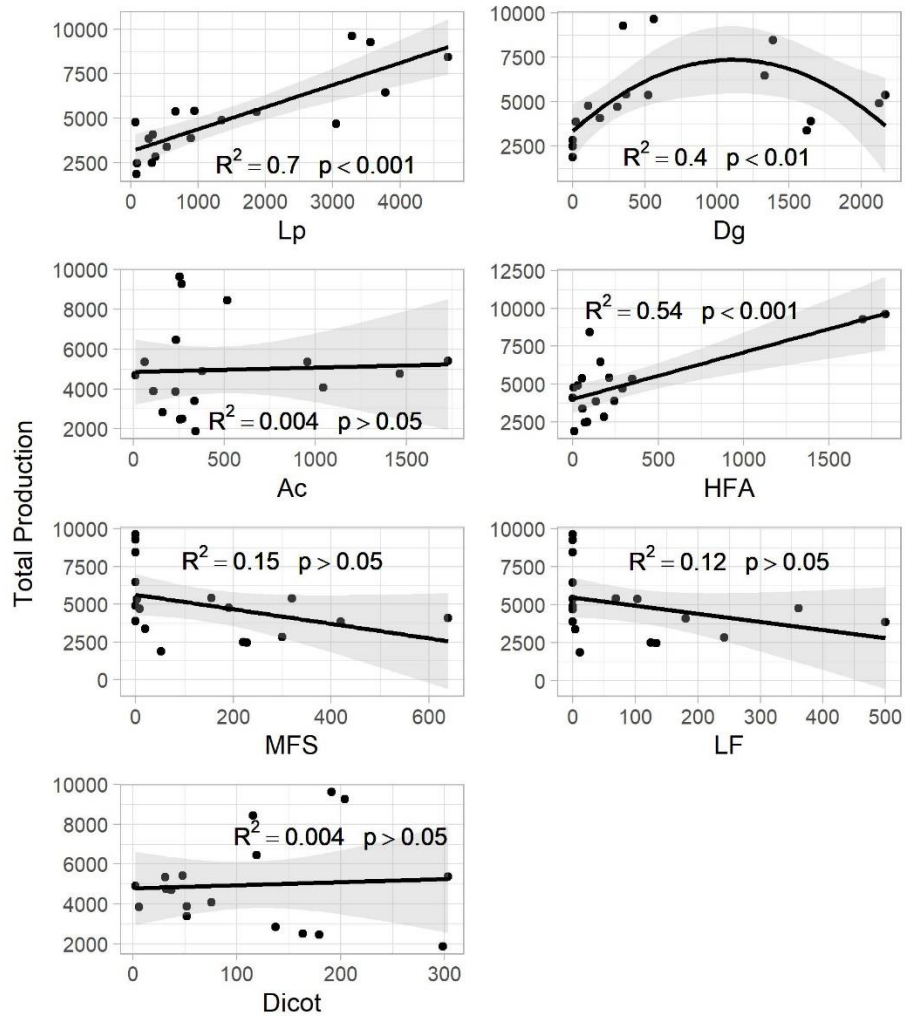 Total Production
10000
7500
5000
2500
R² = 0.7 p < 0.001
0 1000 2000 3000 4000
Lp
10000
7500
5000
2500
0
R² = 0.4 p < 0.01
0 500 1000 1500 2000
Dg
10000
8000
6000
4000
2000
R² = 0.004 p > 0.05
0 500 1000 1500
Ac
12500
10000
7500
5000
2500
R² = 0.54 p < 0.001
0 500 1000 1500
HFA
10000
7500
5000
2500
0
R² = 0.15 p > 0.05
0 200 400 600
MFS
10000
7500
5000
2500
0
R² = 0.12 p > 0.05
0 100 200 300 400 500
LF
10000
8000
6000
4000
2000
R² = 0.004 p > 0.05
0 100 200 300
Dicot